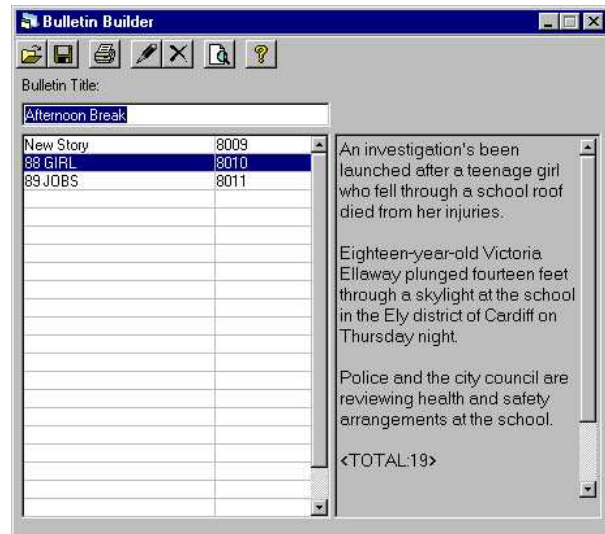 Bulletin Builder
Bulletin Title:
Afternoon Break
New Story 8009
88 GIRL 8010
89 JOBS 8011
An investigation's been
launched after a teenage girl
who fell through a school roof
died from her injuries.
Eighteen-year-old Victoria
Ellaway plunged fourteen feet
through a skylight at the school
in the Ely district of Cardiff on
Thursday night.
Police and the city council are
reviewing health and safety
arrangements at the school.
<TOTAL:19>